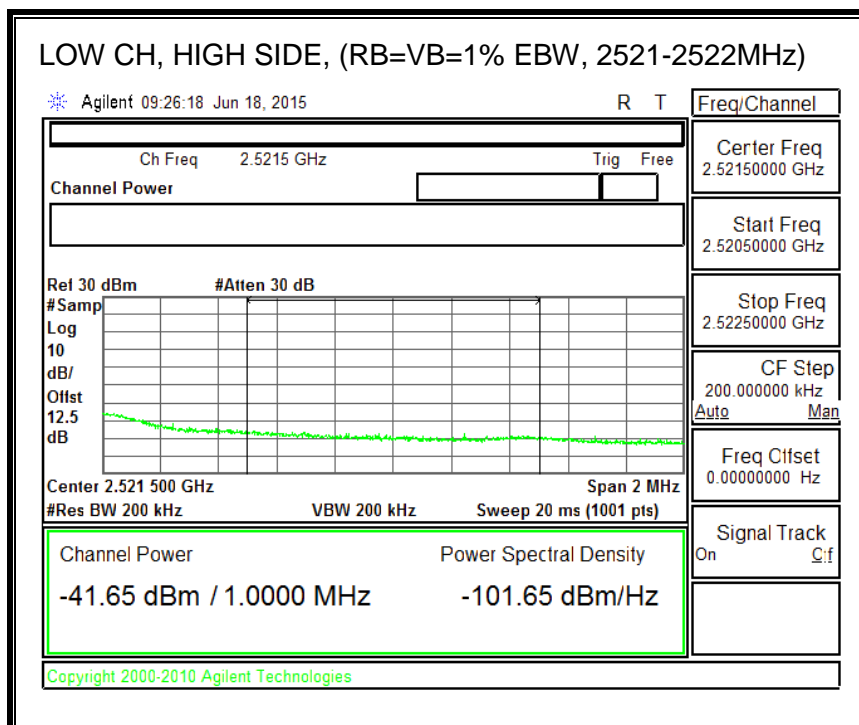 LOW CH, HIGH SIDE, (RB=VB=1% EBW, 2521-2522MHz)
Agilent 09:26:18 Jun 18, 2015 R T
Freq/Channel
Ch Freq 2.5215 GHz Trig Free
Channel Power
Center Freq
2.52150000 GHz
Start Freq
2.52050000 GHz
Stop Freq
2.52250000 GHz
CF Step
200.000000 kHz
Auto Man
Freq Offset
0.00000000 Hz
Signal Track
On Off
Ref 30 dBm #Atten 30 dB
#Samp
Log
10
dB/
Offst
12.5
dB
Center 2.521 500 GHz Span 2 MHz
#Res BW 200 kHz VBW 200 kHz Sweep 20 ms (1001 pts)
Channel Power Power Spectral Density
-41.65 dBm / 1.0000 MHz -101.65 dBm/Hz
Copyright 2000-2010 Agilent Technologies